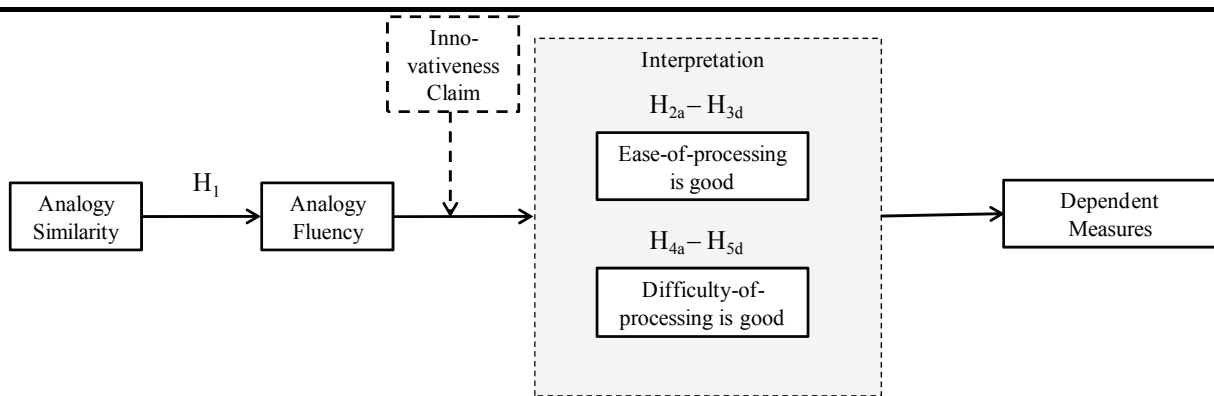 Inno-
vativeness
Claim
Interpretation
H2a – H3d
Ease-of-processing
is good
H1
Analogy
Similarity
Analogy
Fluency
Dependent
Measures
H4a – H5d
Difficulty-of-
processing is good